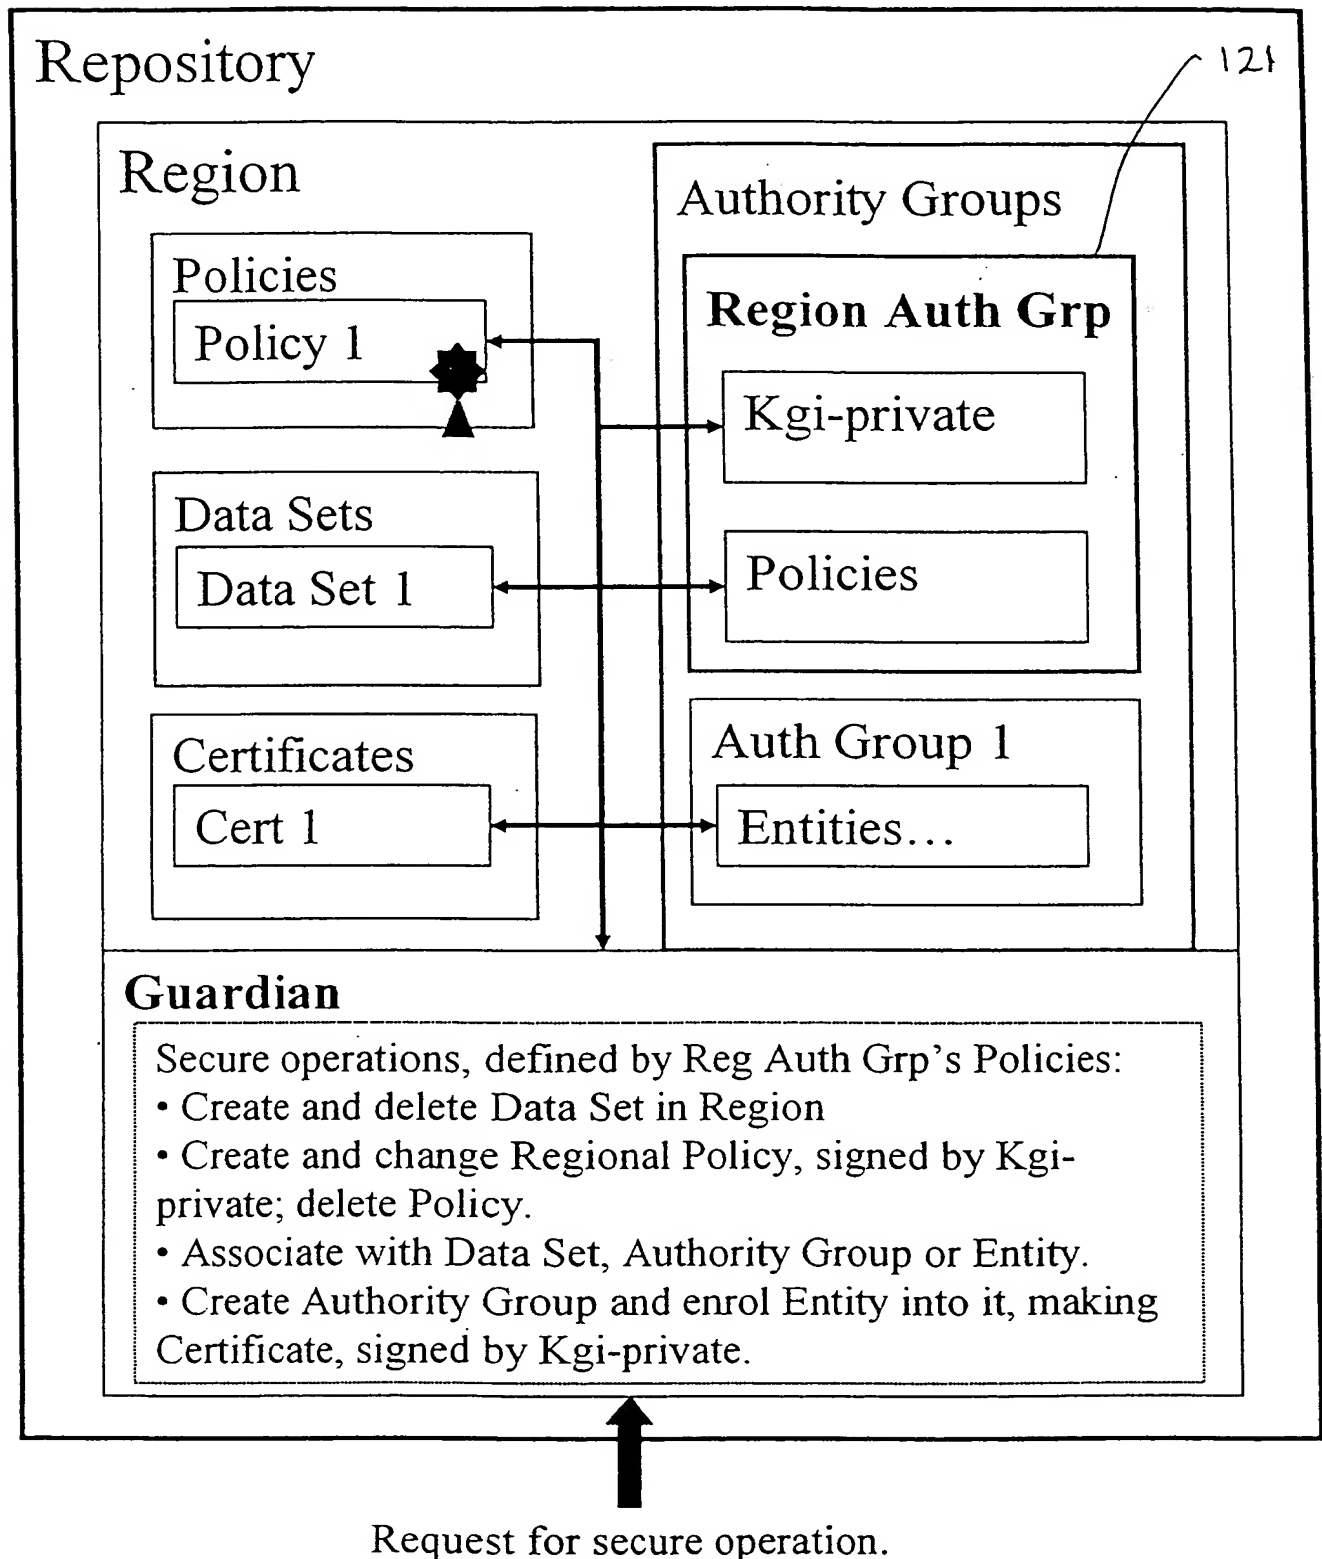 Repository
121
Region
Authority Groups
Policies
Policy 1
Region Auth Grp
Kgi-private
Data Sets
Data Set 1
Policies
Certificates
Cert 1
Auth Group 1
Entities...
Guardian
Secure operations, defined by Reg Auth Grp's Policies:
• Create and delete Data Set in Region
• Create and change Regional Policy, signed by Kgi-
private; delete Policy.
• Associate with Data Set, Authority Group or Entity.
• Create Authority Group and enrol Entity into it, making
Certificate, signed by Kgi-private.
Request for secure operation.